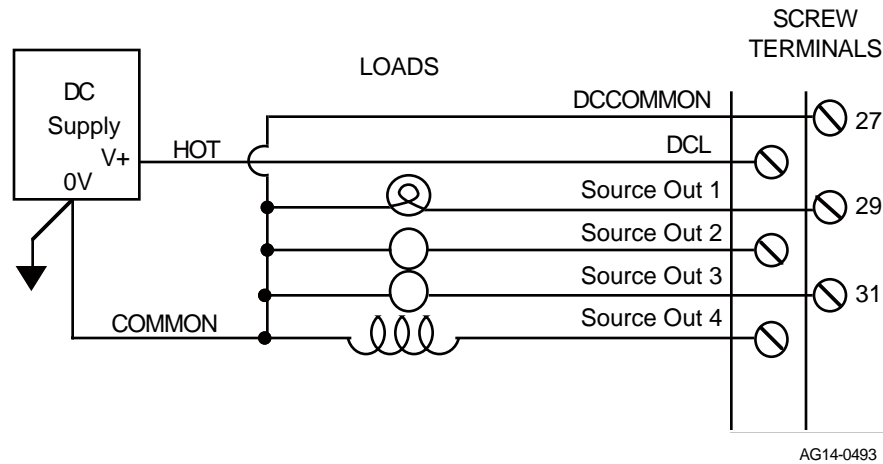 SCREW
TERMINALS
LOADS
DC
Supply
V+
0V
HOT
COMMON
DCCOMMON
27
DCL
Source Out 1
29
Source Out 2
Source Out 3
31
Source Out 4
AG14-0493